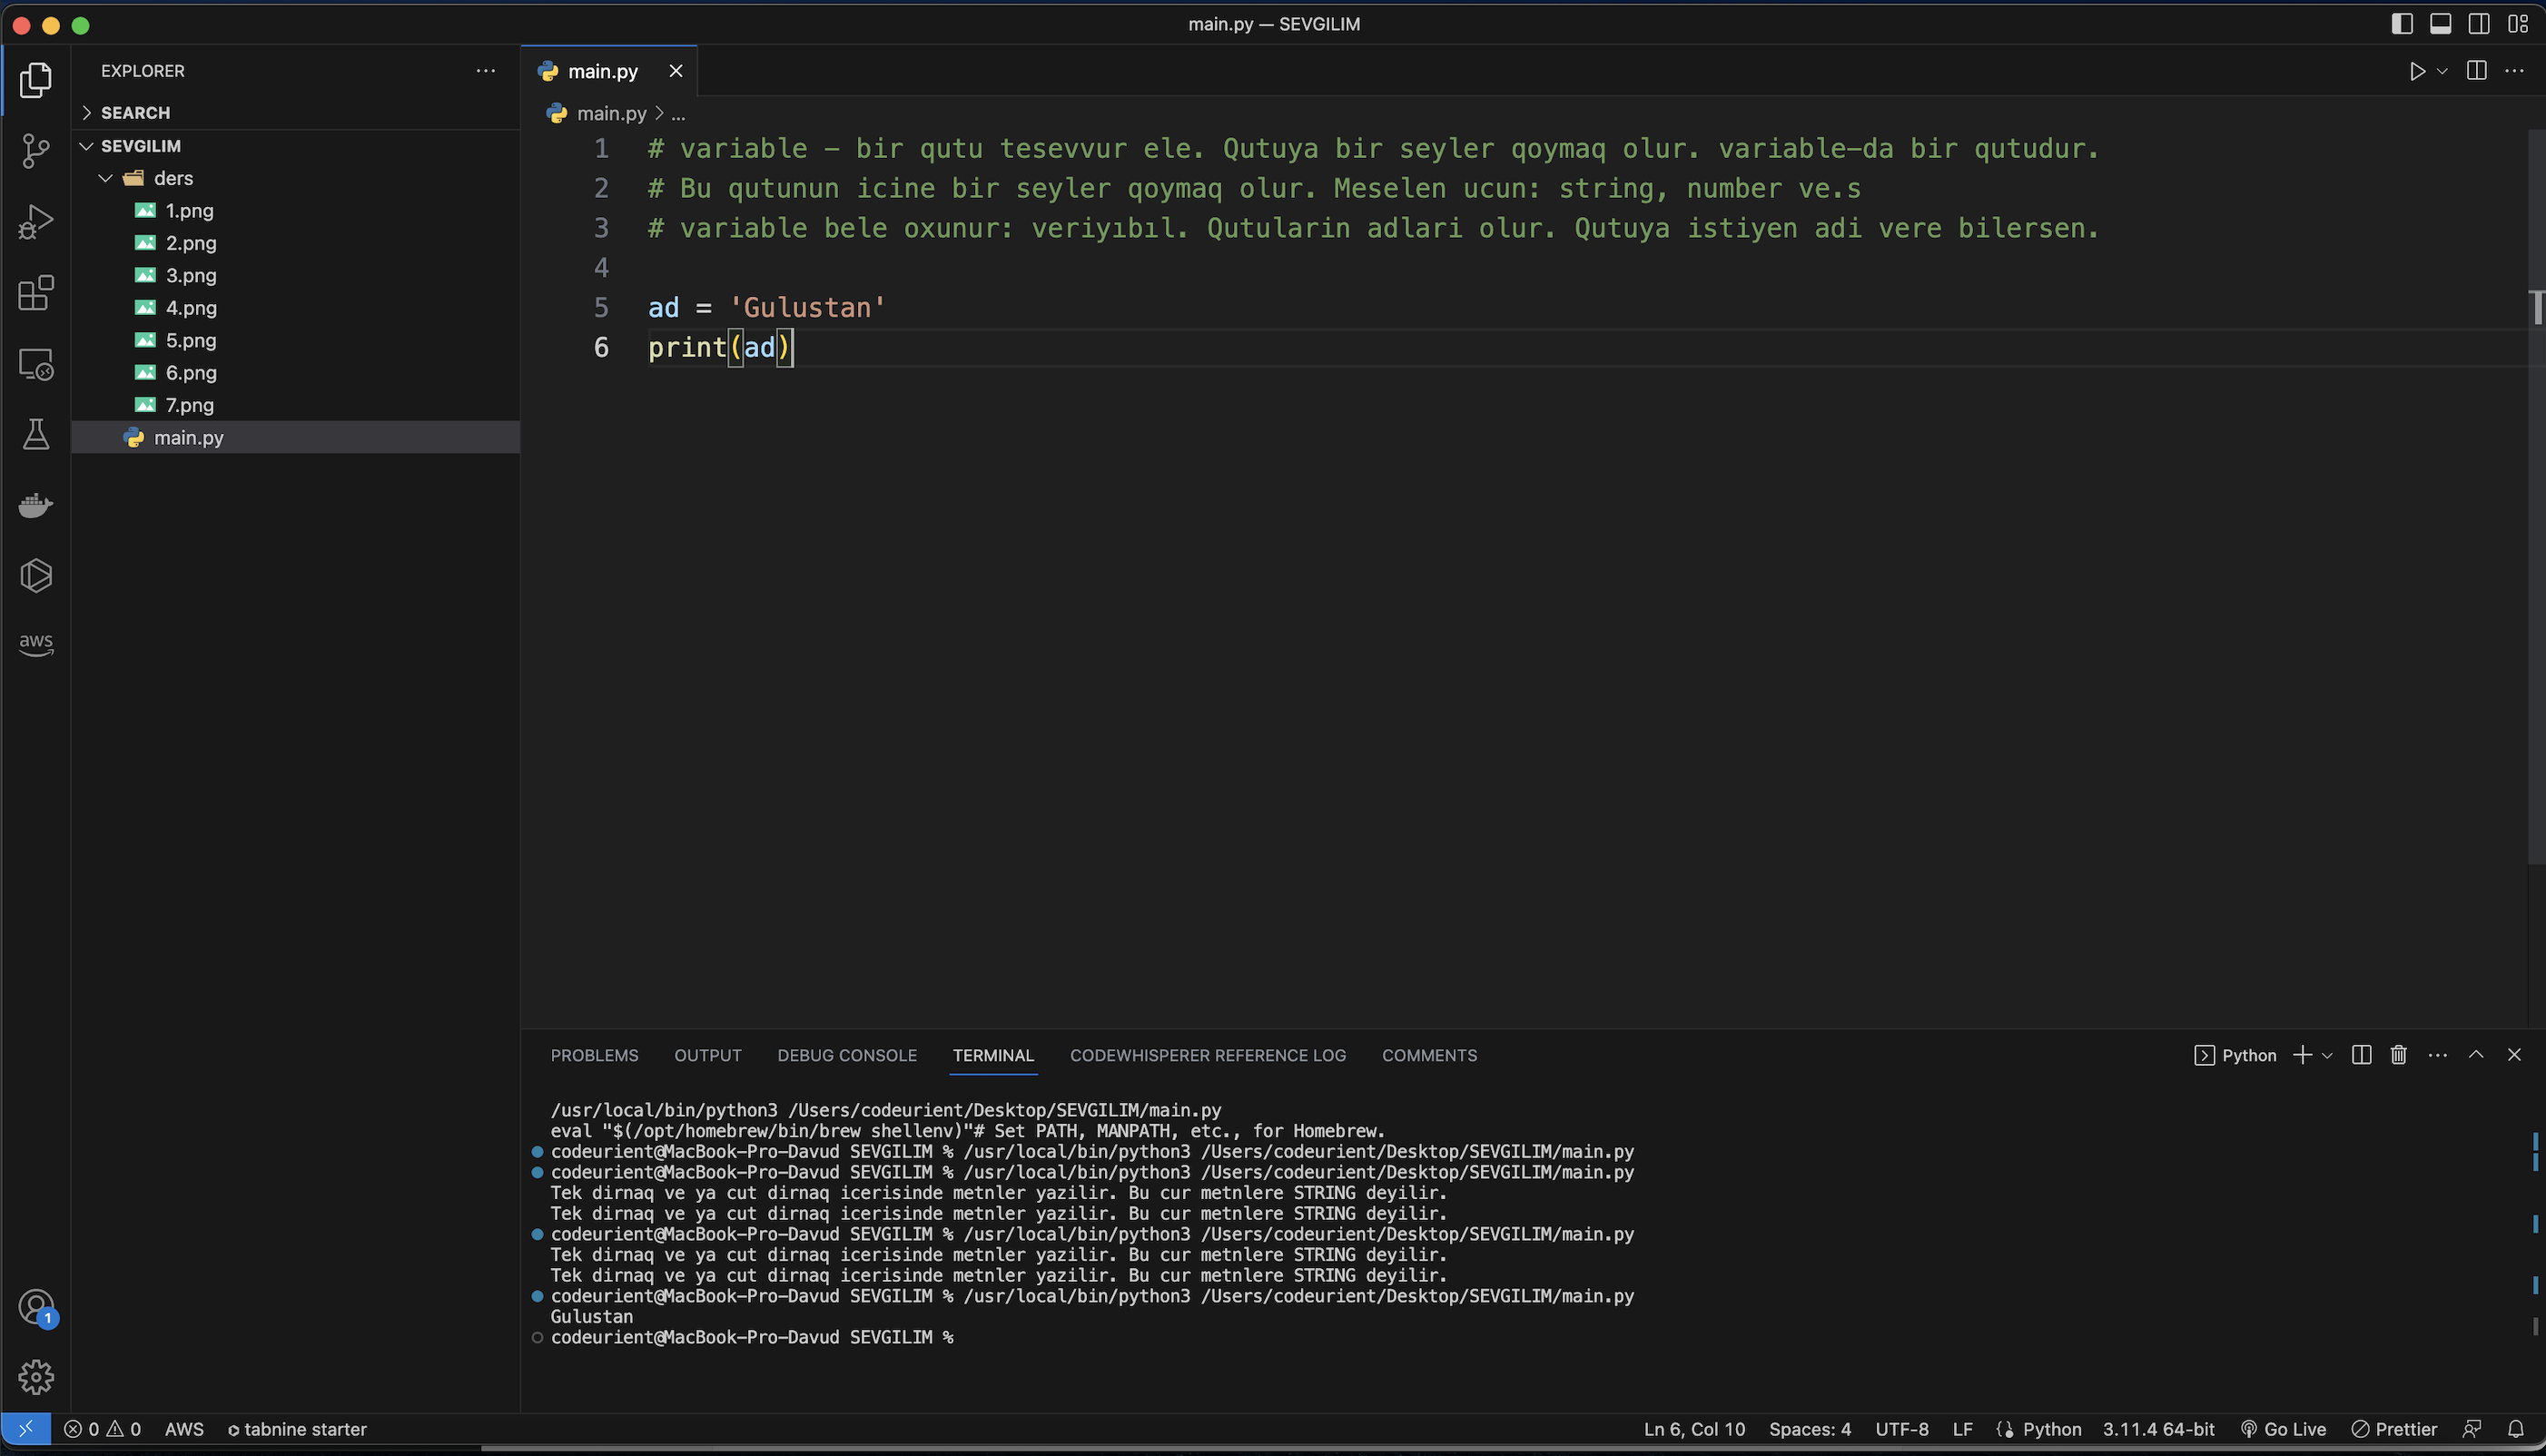 main.py — SEVGILIM
EXPLORER
SEARCH
SEVGILIM
ders
1.png
2.png
3.png
4.png
5.png
6.png
7.png
main.py
aws
1
main.py
main.py > ...
1 # variable – bir qutu tesevvur ele. Qutuya bir seyler qoymaq olur. variable–da bir qutudur.
2 # Bu qutunun icine bir seyler qoymaq olur. Meselen ucun: string, number ve.s
3 # variable bele oxunur: veriyıbıl. Qutularin adlari olur. Qutuya istiyen adi vere bilersen.
4
5 ad = 'Gulustan'
6 print(ad)
PROBLEMS OUTPUT DEBUG CONSOLE TERMINAL CODEWHISPERER REFERENCE LOG COMMENTS Python
/usr/local/bin/python3 /Users/codeurient/Desktop/SEVGILIM/main.py
eval "$(/opt/homebrew/bin/brew shellenv)"# Set PATH, MANPATH, etc., for Homebrew.
codeurient@MacBook-Pro-Davud SEVGILIM % /usr/local/bin/python3 /Users/codeurient/Desktop/SEVGILIM/main.py
codeurient@MacBook-Pro-Davud SEVGILIM % /usr/local/bin/python3 /Users/codeurient/Desktop/SEVGILIM/main.py
Tek dirnaq ve ya cut dirnaq icerisinde metnler yazilir. Bu cur metnlere STRING deyilir.
Tek dirnaq ve ya cut dirnaq icerisinde metnler yazilir. Bu cur metnlere STRING deyilir.
codeurient@MacBook-Pro-Davud SEVGILIM % /usr/local/bin/python3 /Users/codeurient/Desktop/SEVGILIM/main.py
Tek dirnaq ve ya cut dirnaq icerisinde metnler yazilir. Bu cur metnlere STRING deyilir.
Tek dirnaq ve ya cut dirnaq icerisinde metnler yazilir. Bu cur metnlere STRING deyilir.
codeurient@MacBook-Pro-Davud SEVGILIM % /usr/local/bin/python3 /Users/codeurient/Desktop/SEVGILIM/main.py
Gulustan
codeurient@MacBook-Pro-Davud SEVGILIM %
0 0 AWS tabnine starter Ln 6, Col 10 Spaces: 4 UTF-8 LF Python 3.11.4 64-bit Go Live Prettier